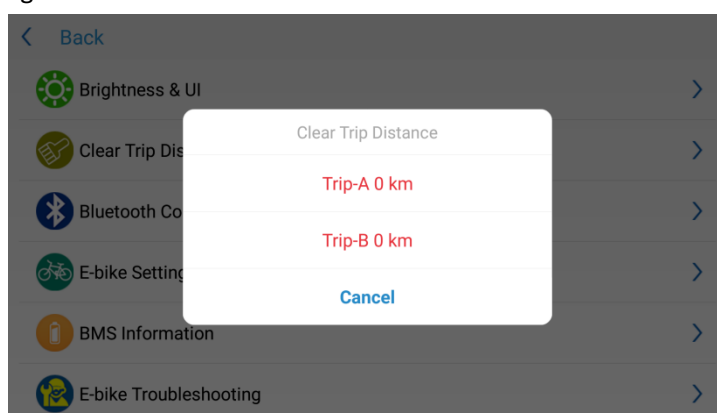 Back
Brightness & UI
Clear Trip Dis
Bluetooth Co
E-bike Setting
BMS Information
E-bike Troubleshooting
Clear Trip Distance
Trip-A 0 km
Trip-B 0 km
Cancel